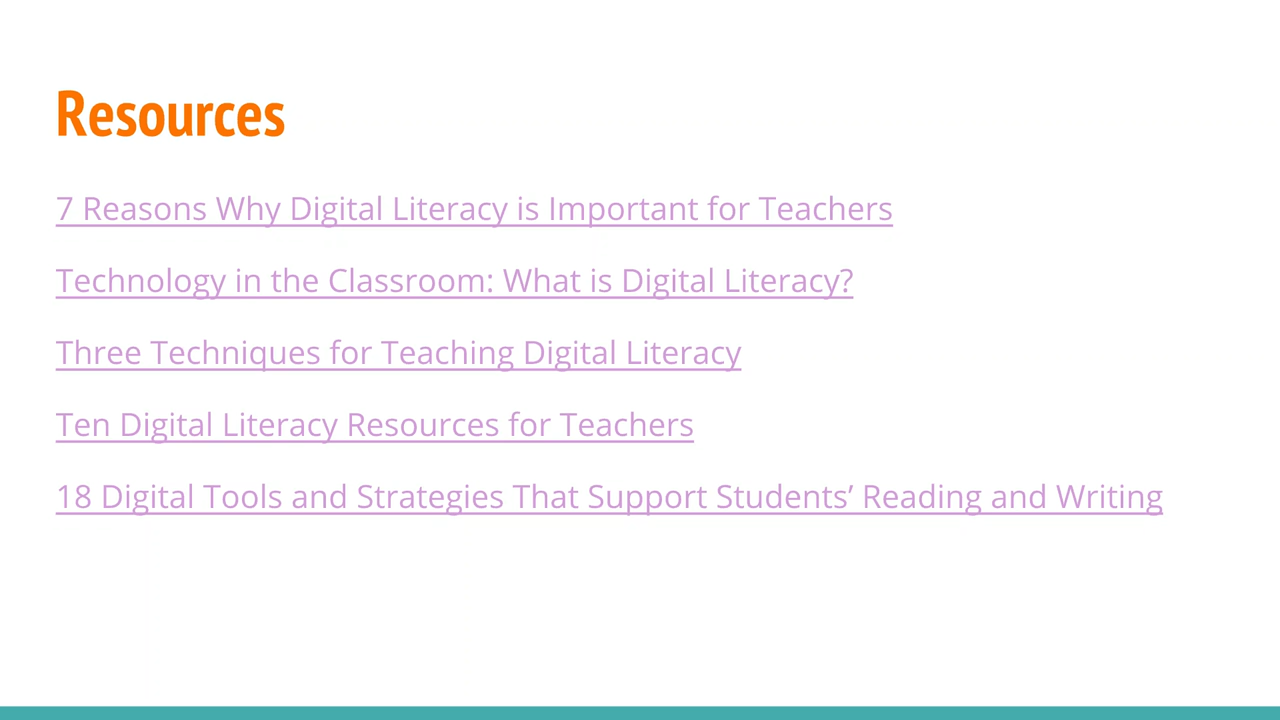 Resources
7 Reasons Why Digital Literacy is Important for Teachers
Technology in the Classroom: What is Digital Literacy?
Three Techniques for Teaching Digital Literacy
Ten Digital Literacy Resources for Teachers
18 Digital Tools and Strategies That Support Students’ Reading and Writing